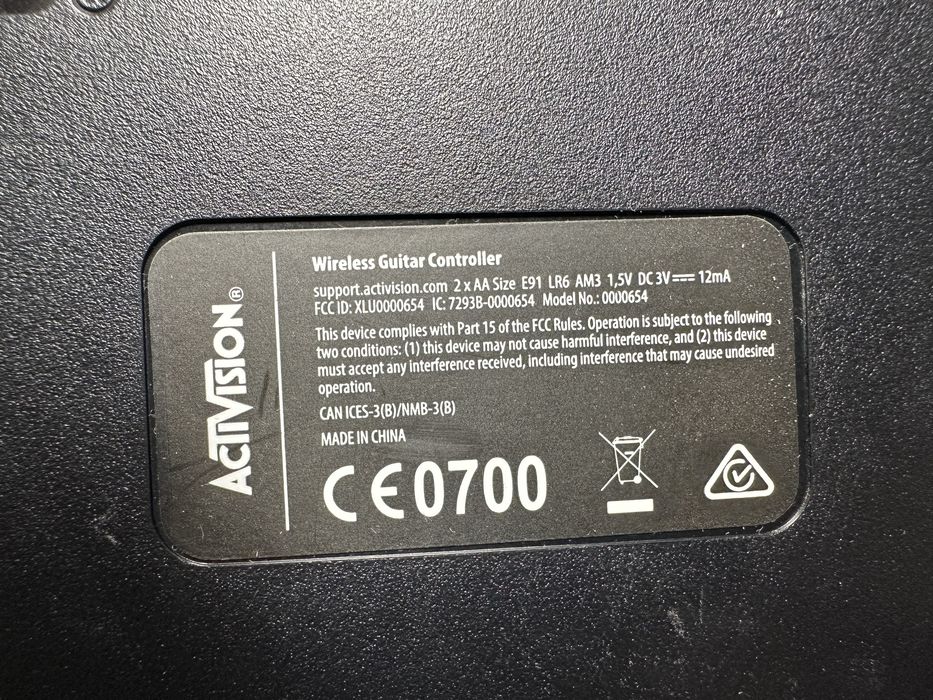 ACTIVISION®
Wireless Guitar Controller
support.activision.com 2 x AA Size E91 LR6 AM3 1,5V DC 3V 12mA
FCC ID: XLU0000654 IC: 7293B-0000654 Model No.: 0000654
This device complies with Part 15 of the FCC Rules. Operation is subject to the following
two conditions: (1) this device may not cause harmful interference, and (2) this device
must accept any interference received, including interference that may cause undesired
operation.
CAN ICES-3(B)/NMB-3(B)
MADE IN CHINA
CE0700